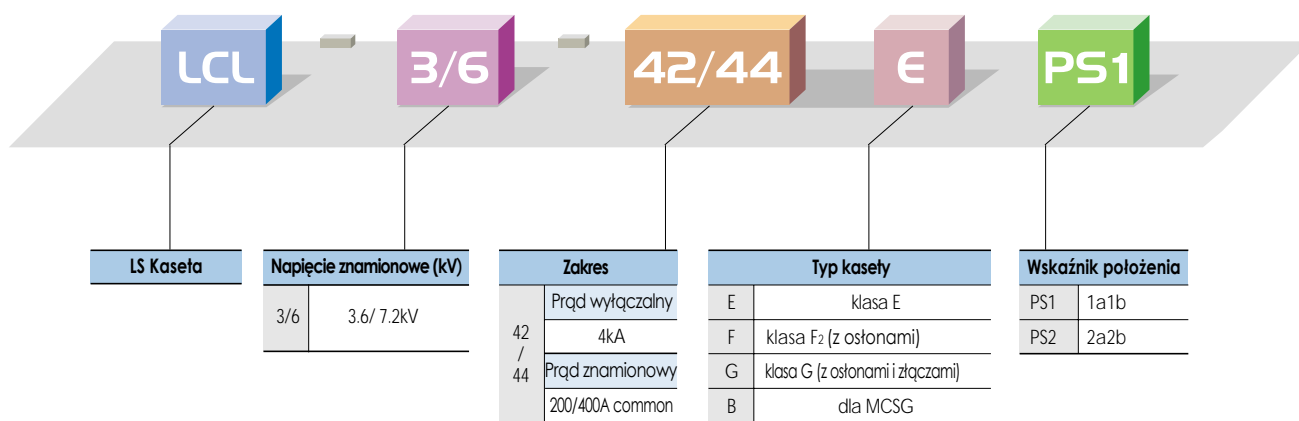 LCL 3/6 42/44 E PS1
LS Kaseta
Napięcie znamionowe (kV)
3/6 3.6/ 7.2kV
Zakres
42
/
44
Prąd wyłączalny
4kA
Prąd znamionowy
200/400A common
Typ kasety
E klasa E
F klasa F2 (z osłonami)
G klasa G (z osłonami i złączami)
B dla MCSG
Wskaźnik położenia
PS1 1a1b
PS2 2a2b